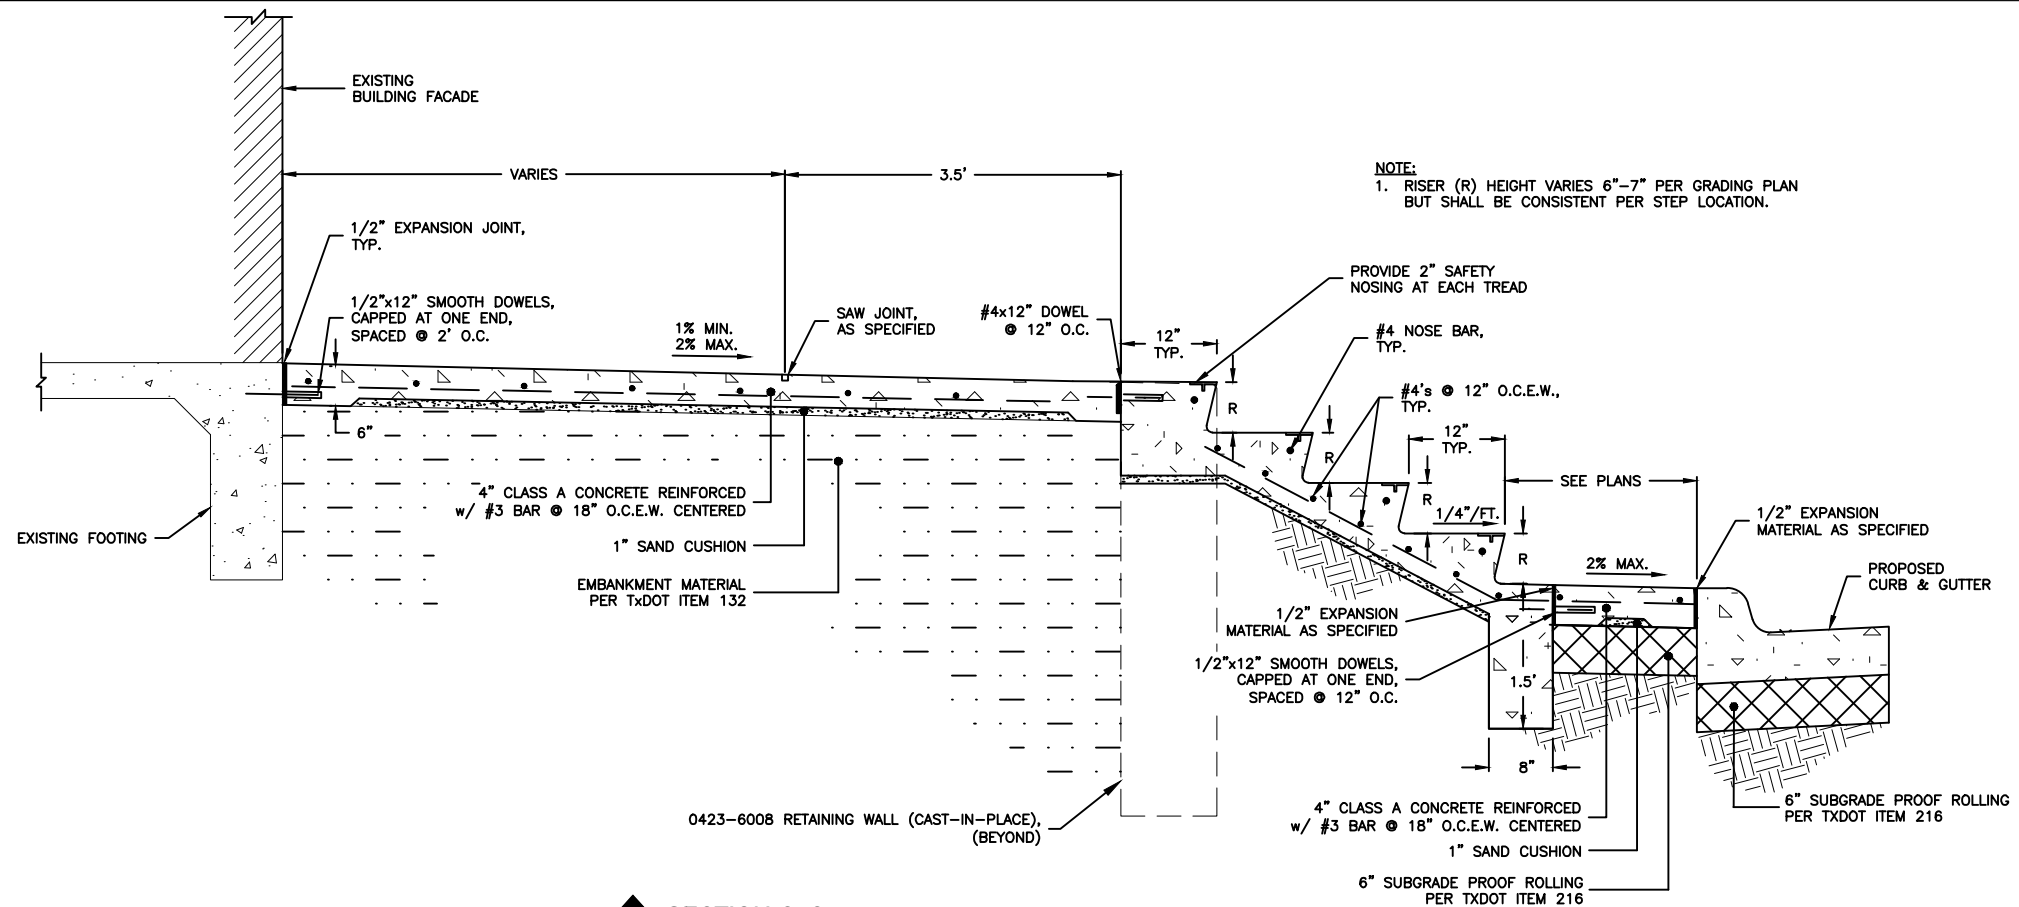 EXISTING
BUILDING FACADE
VARIES
3.5'
NOTE:
1. RISER (R) HEIGHT VARIES 6"-7" PER GRADING PLAN
BUT SHALL BE CONSISTENT PER STEP LOCATION.
1/2" EXPANSION JOINT,
TYP.
PROVIDE 2" SAFETY
NOSING AT EACH TREAD
1/2"x12" SMOOTH DOWELS,
CAPPED AT ONE END,
SPACED @ 2' O.C.
1% MIN.
2% MAX.
SAW JOINT,
AS SPECIFIED
#4x12" DOWEL
@ 12" O.C.
12"
TYP.
#4 NOSE BAR,
TYP.
#4's @ 12" O.C.E.W.,
TYP.
R
R
R
R
12"
TYP.
6"
SEE PLANS
1/4"/FT.
4" CLASS A CONCRETE REINFORCED
w/ #3 BAR @ 18" O.C.E.W. CENTERED
1/2" EXPANSION
MATERIAL AS SPECIFIED
EXISTING FOOTING
1" SAND CUSHION
2% MAX.
PROPOSED
CURB & GUTTER
EMBANKMENT MATERIAL
PER TxDOT ITEM 132
1/2" EXPANSION
MATERIAL AS SPECIFIED
1/2"x12" SMOOTH DOWELS,
CAPPED AT ONE END,
SPACED @ 12" O.C.
1.5'
8"
0423-6008 RETAINING WALL (CAST-IN-PLACE),
(BEYOND)
4" CLASS A CONCRETE REINFORCED
w/ #3 BAR @ 18" O.C.E.W. CENTERED
6" SUBGRADE PROOF ROLLING
PER TXDOT ITEM 216
1" SAND CUSHION
6" SUBGRADE PROOF ROLLING
PER TXDOT ITEM 216